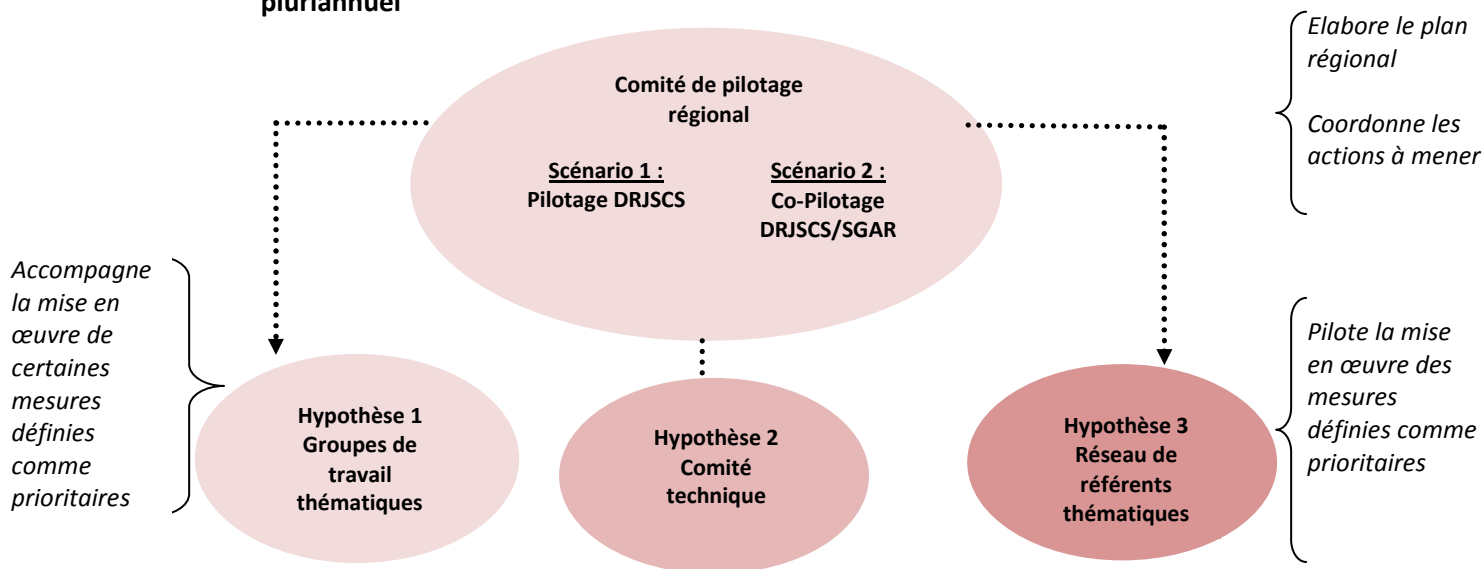 pluriannuel
Comité de pilotage
régional
Scénario 1 :
Pilotage DRJSCS
Scénario 2 :
Co-Pilotage
DRJSCS/SGAR
Elabore le plan
régional
Coordonne les
actions à mener
Accompagne
la mise en
œuvre de
certaines
mesures
définies
comme
prioritaires
Hypothèse 1
Groupes de
travail
thématiques
Hypothèse 2
Comité
technique
Hypothèse 3
Réseau de
référents
thématiques
Pilote la mise
en œuvre des
mesures
définies comme
prioritaires